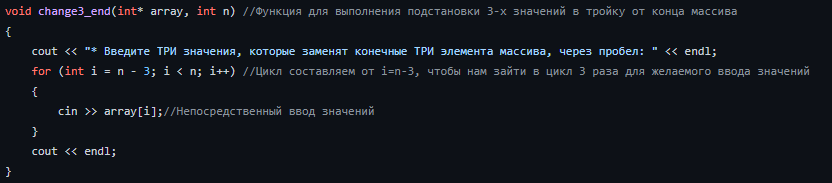 void change3_end(int* array, int n) //Функция для выполнения подстановки 3-х значений в тройку от конца массива
{
cout << "* Введите ТРИ значения, которые заменят конечные ТРИ элемента массива, через пробел: " << endl;
for (int i = n - 3; i < n; i++) //Цикл составляем от i=n-3, чтобы нам зайти в цикл 3 раза для желаемого ввода значений
{
cin >> array[i];//Непосредственный ввод значений
}
cout << endl;
}